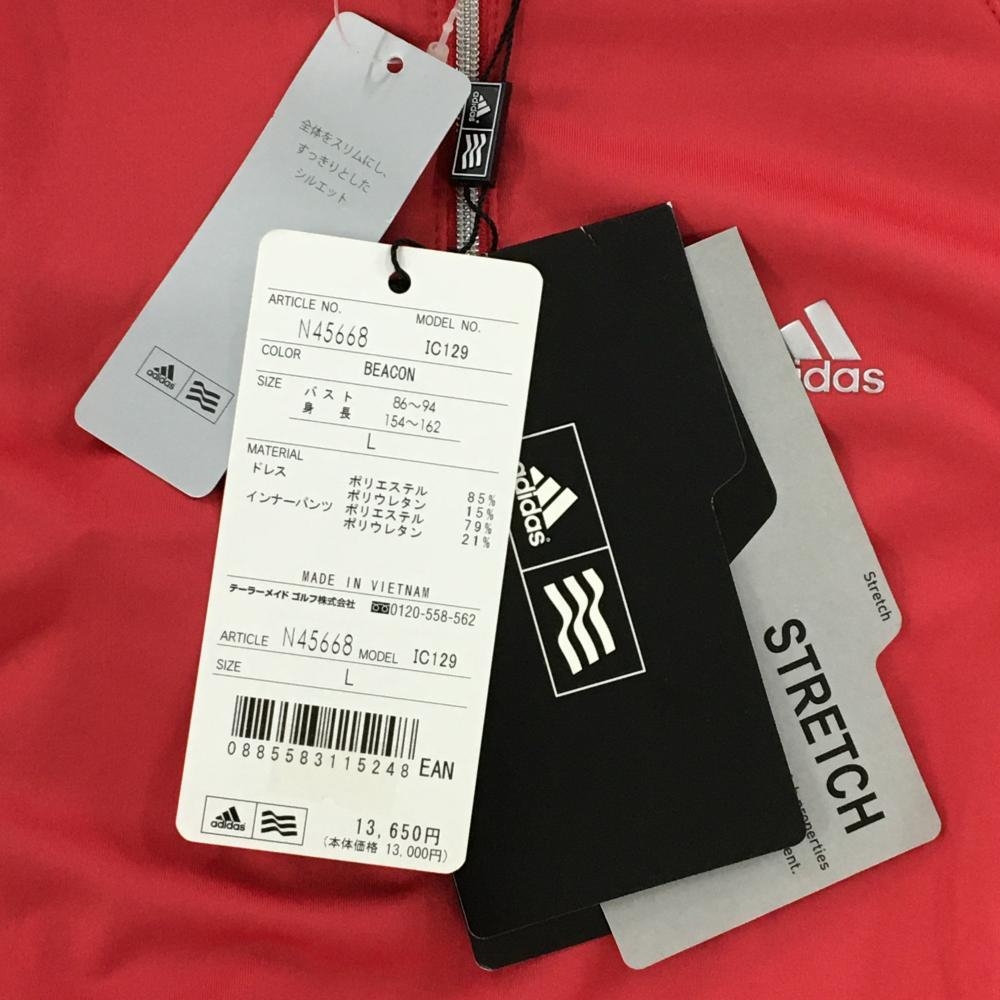 全体をスリムにし、
すっきりとした
シルエット
adidas
adidas
ARTICLE NO. MODEL NO.
N45668 IC129
COLOR BEACON
SIZE バスト 86～94
身長 154～162
L
MATERIAL
ドレス ポリエステル 85%
ポリウレタン 15%
インナーパンツ ポリエステル 79%
ポリウレタン 21%
MADE IN VIETNAM
テーラーメイド ゴルフ株式会社 0120-558-562
ARTICLE N45668 MODEL IC129
SIZE L
0885583115248 EAN
adidas
13,650円
(本体価格 13,000円)
adidas
adidas
Stretch
STRETCH
properties